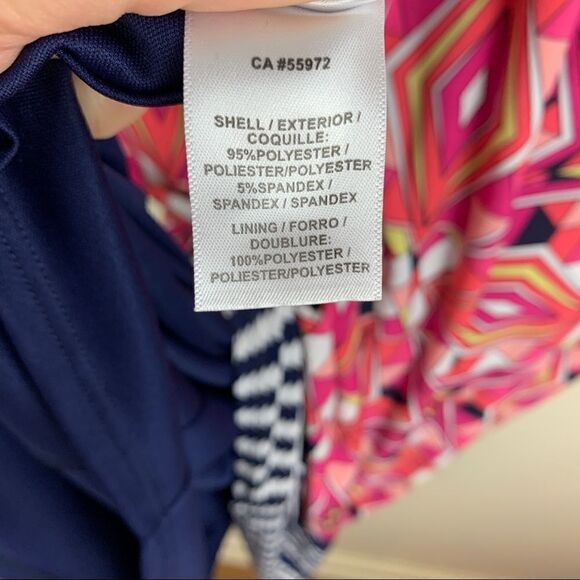 CA #55972
SHELL / EXTERIOR /
COQUILLE:
95%POLYESTER /
POLIESTER/POLYESTER
5%SPANDEX /
SPANDEX / SPANDEX
LINING / FORRO /
DOUBLURE:
100%POLYESTER /
POLIESTER/POLYESTER